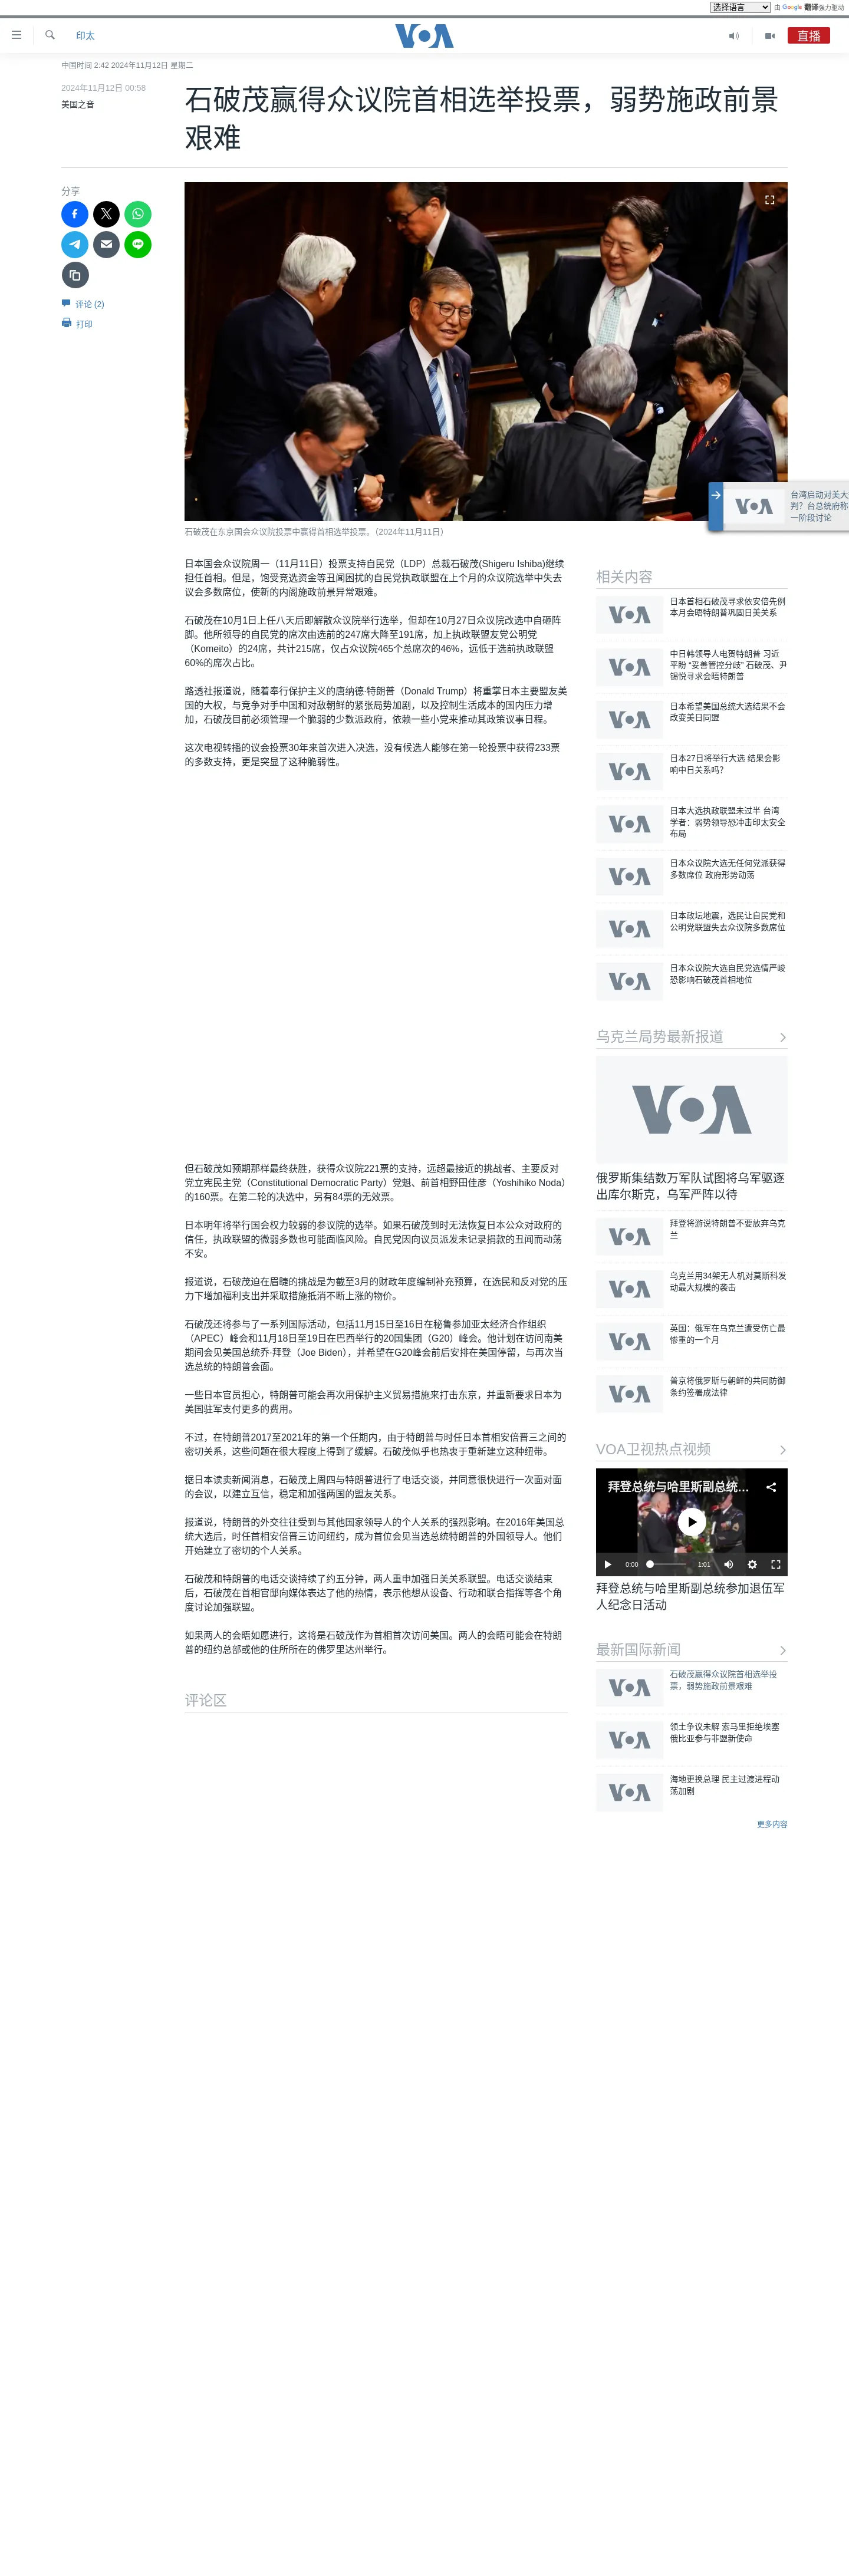 选择语言 由 Google 翻译强力驱动
印太
VOA
直播
中国时间 2:42 2024年11月12日 星期二
2024年11月12日 00:58
美国之音
石破茂赢得众议院首相选举投票，弱势施政前景
艰难
分享
评论 (2)
打印
石破茂在东京国会众议院投票中赢得首相选举投票。（2024年11月11日）
VOA
台湾启动对美大
判？台总统府称
一阶段讨论
日本国会众议院周一（11月11日）投票支持自民党（LDP）总裁石破茂(Shigeru Ishiba)继续
担任首相。但是，饱受竞选资金等丑闻困扰的自民党执政联盟在上个月的众议院选举中失去
议会多数席位，使新的内阁施政前景异常艰难。
石破茂在10月1日上任八天后即解散众议院举行选举，但却在10月27日众议院改选中自砸阵
脚。他所领导的自民党的席次由选前的247席大降至191席，加上执政联盟友党公明党
（Komeito）的24席，共计215席，仅占众议院465个总席次的46%，远低于选前执政联盟
60%的席次占比。
路透社报道说，随着奉行保护主义的唐纳德·特朗普（Donald Trump）将重掌日本主要盟友美
国的大权，与竞争对手中国和对敌朝鲜的紧张局势加剧，以及控制生活成本的国内压力增
加，石破茂目前必须管理一个脆弱的少数派政府，依赖一些小党来推动其政策议事日程。
这次电视转播的议会投票30年来首次进入决选，没有候选人能够在第一轮投票中获得233票
的多数支持，更是突显了这种脆弱性。
但石破茂如预期那样最终获胜，获得众议院221票的支持，远超最接近的挑战者、主要反对
党立宪民主党（Constitutional Democratic Party）党魁、前首相野田佳彦（Yoshihiko Noda）
的160票。在第二轮的决选中，另有84票的无效票。
日本明年将举行国会权力较弱的参议院的选举。如果石破茂到时无法恢复日本公众对政府的
信任，执政联盟的微弱多数也可能面临风险。自民党因向议员派发未记录捐款的丑闻而动荡
不安。
报道说，石破茂迫在眉睫的挑战是为截至3月的财政年度编制补充预算，在选民和反对党的压
力下增加福利支出并采取措施抵消不断上涨的物价。
石破茂还将参与了一系列国际活动，包括11月15日至16日在秘鲁参加亚太经济合作组织
（APEC）峰会和11月18日至19日在巴西举行的20国集团（G20）峰会。他计划在访问南美
期间会见美国总统乔·拜登（Joe Biden），并希望在G20峰会前后安排在美国停留，与再次当
选总统的特朗普会面。
一些日本官员担心，特朗普可能会再次用保护主义贸易措施来打击东京，并重新要求日本为
美国驻军支付更多的费用。
不过，在特朗普2017至2021年的第一个任期内，由于特朗普与时任日本首相安倍晋三之间的
密切关系，这些问题在很大程度上得到了缓解。石破茂似乎也热衷于重新建立这种纽带。
据日本读卖新闻消息，石破茂上周四与特朗普进行了电话交谈，并同意很快进行一次面对面
的会议，以建立互信，稳定和加强两国的盟友关系。
报道说，特朗普的外交往往受到与其他国家领导人的个人关系的强烈影响。在2016年美国总
统大选后，时任首相安倍晋三访问纽约，成为首位会见当选总统特朗普的外国领导人。他们
开始建立了密切的个人关系。
石破茂和特朗普的电话交谈持续了约五分钟，两人重申加强日美关系联盟。电话交谈结束
后，石破茂在首相官邸向媒体表达了他的热情，表示他想从设备、行动和联合指挥等各个角
度讨论加强联盟。
如果两人的会晤如愿进行，这将是石破茂作为首相首次访问美国。两人的会晤可能会在特朗
普的纽约总部或他的住所所在的佛罗里达州举行。
评论区
相关内容
VOA
日本首相石破茂寻求依安倍先例
本月会晤特朗普巩固日美关系
VOA
中日韩领导人电贺特朗普 习近
平盼 “妥善管控分歧” 石破茂、尹
锡悦寻求会晤特朗普
VOA
日本希望美国总统大选结果不会
改变美日同盟
VOA
日本27日将举行大选 结果会影
响中日关系吗？
VOA
日本大选执政联盟未过半 台湾
学者：弱势领导恐冲击印太安全
布局
VOA
日本众议院大选无任何党派获得
多数席位 政府形势动荡
VOA
日本政坛地震，选民让自民党和
公明党联盟失去众议院多数席位
VOA
日本众议院大选自民党选情严峻
恐影响石破茂首相地位
乌克兰局势最新报道
VOA
俄罗斯集结数万军队试图将乌军驱逐
出库尔斯克，乌军严阵以待
VOA
拜登将游说特朗普不要放弃乌克
兰
VOA
乌克兰用34架无人机对莫斯科发
动最大规模的袭击
VOA
英国：俄军在乌克兰遭受伤亡最
惨重的一个月
VOA
普京将俄罗斯与朝鲜的共同防御
条约签署成法律
VOA卫视热点视频
拜登总统与哈里斯副总统...
0:00 1:01
拜登总统与哈里斯副总统参加退伍军
人纪念日活动
最新国际新闻
VOA
石破茂赢得众议院首相选举投
票，弱势施政前景艰难
VOA
领土争议未解 索马里拒绝埃塞
俄比亚参与非盟新使命
VOA
海地更换总理 民主过渡进程动
荡加剧
更多内容